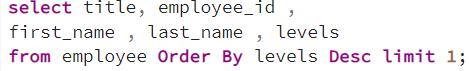 select title, employee_id ,
first_name , last_name , levels
from employee Order By levels Desc limit 1;